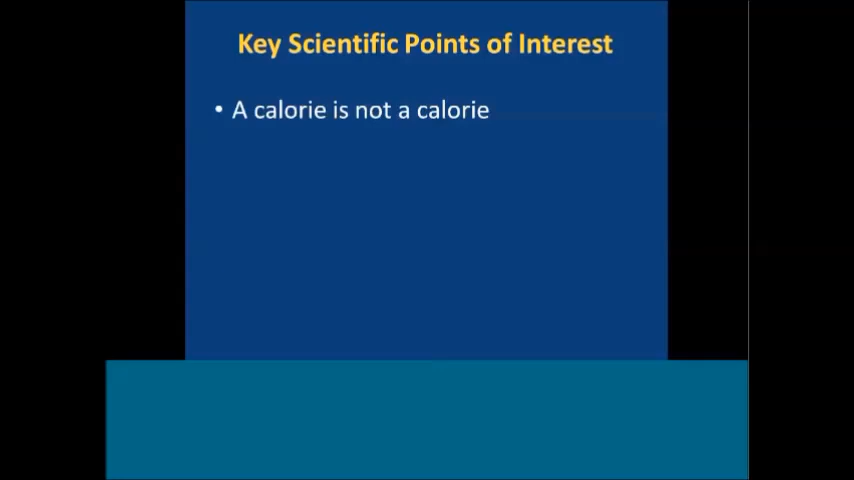 Key Scientific Points of Interest
• A calorie is not a calorie